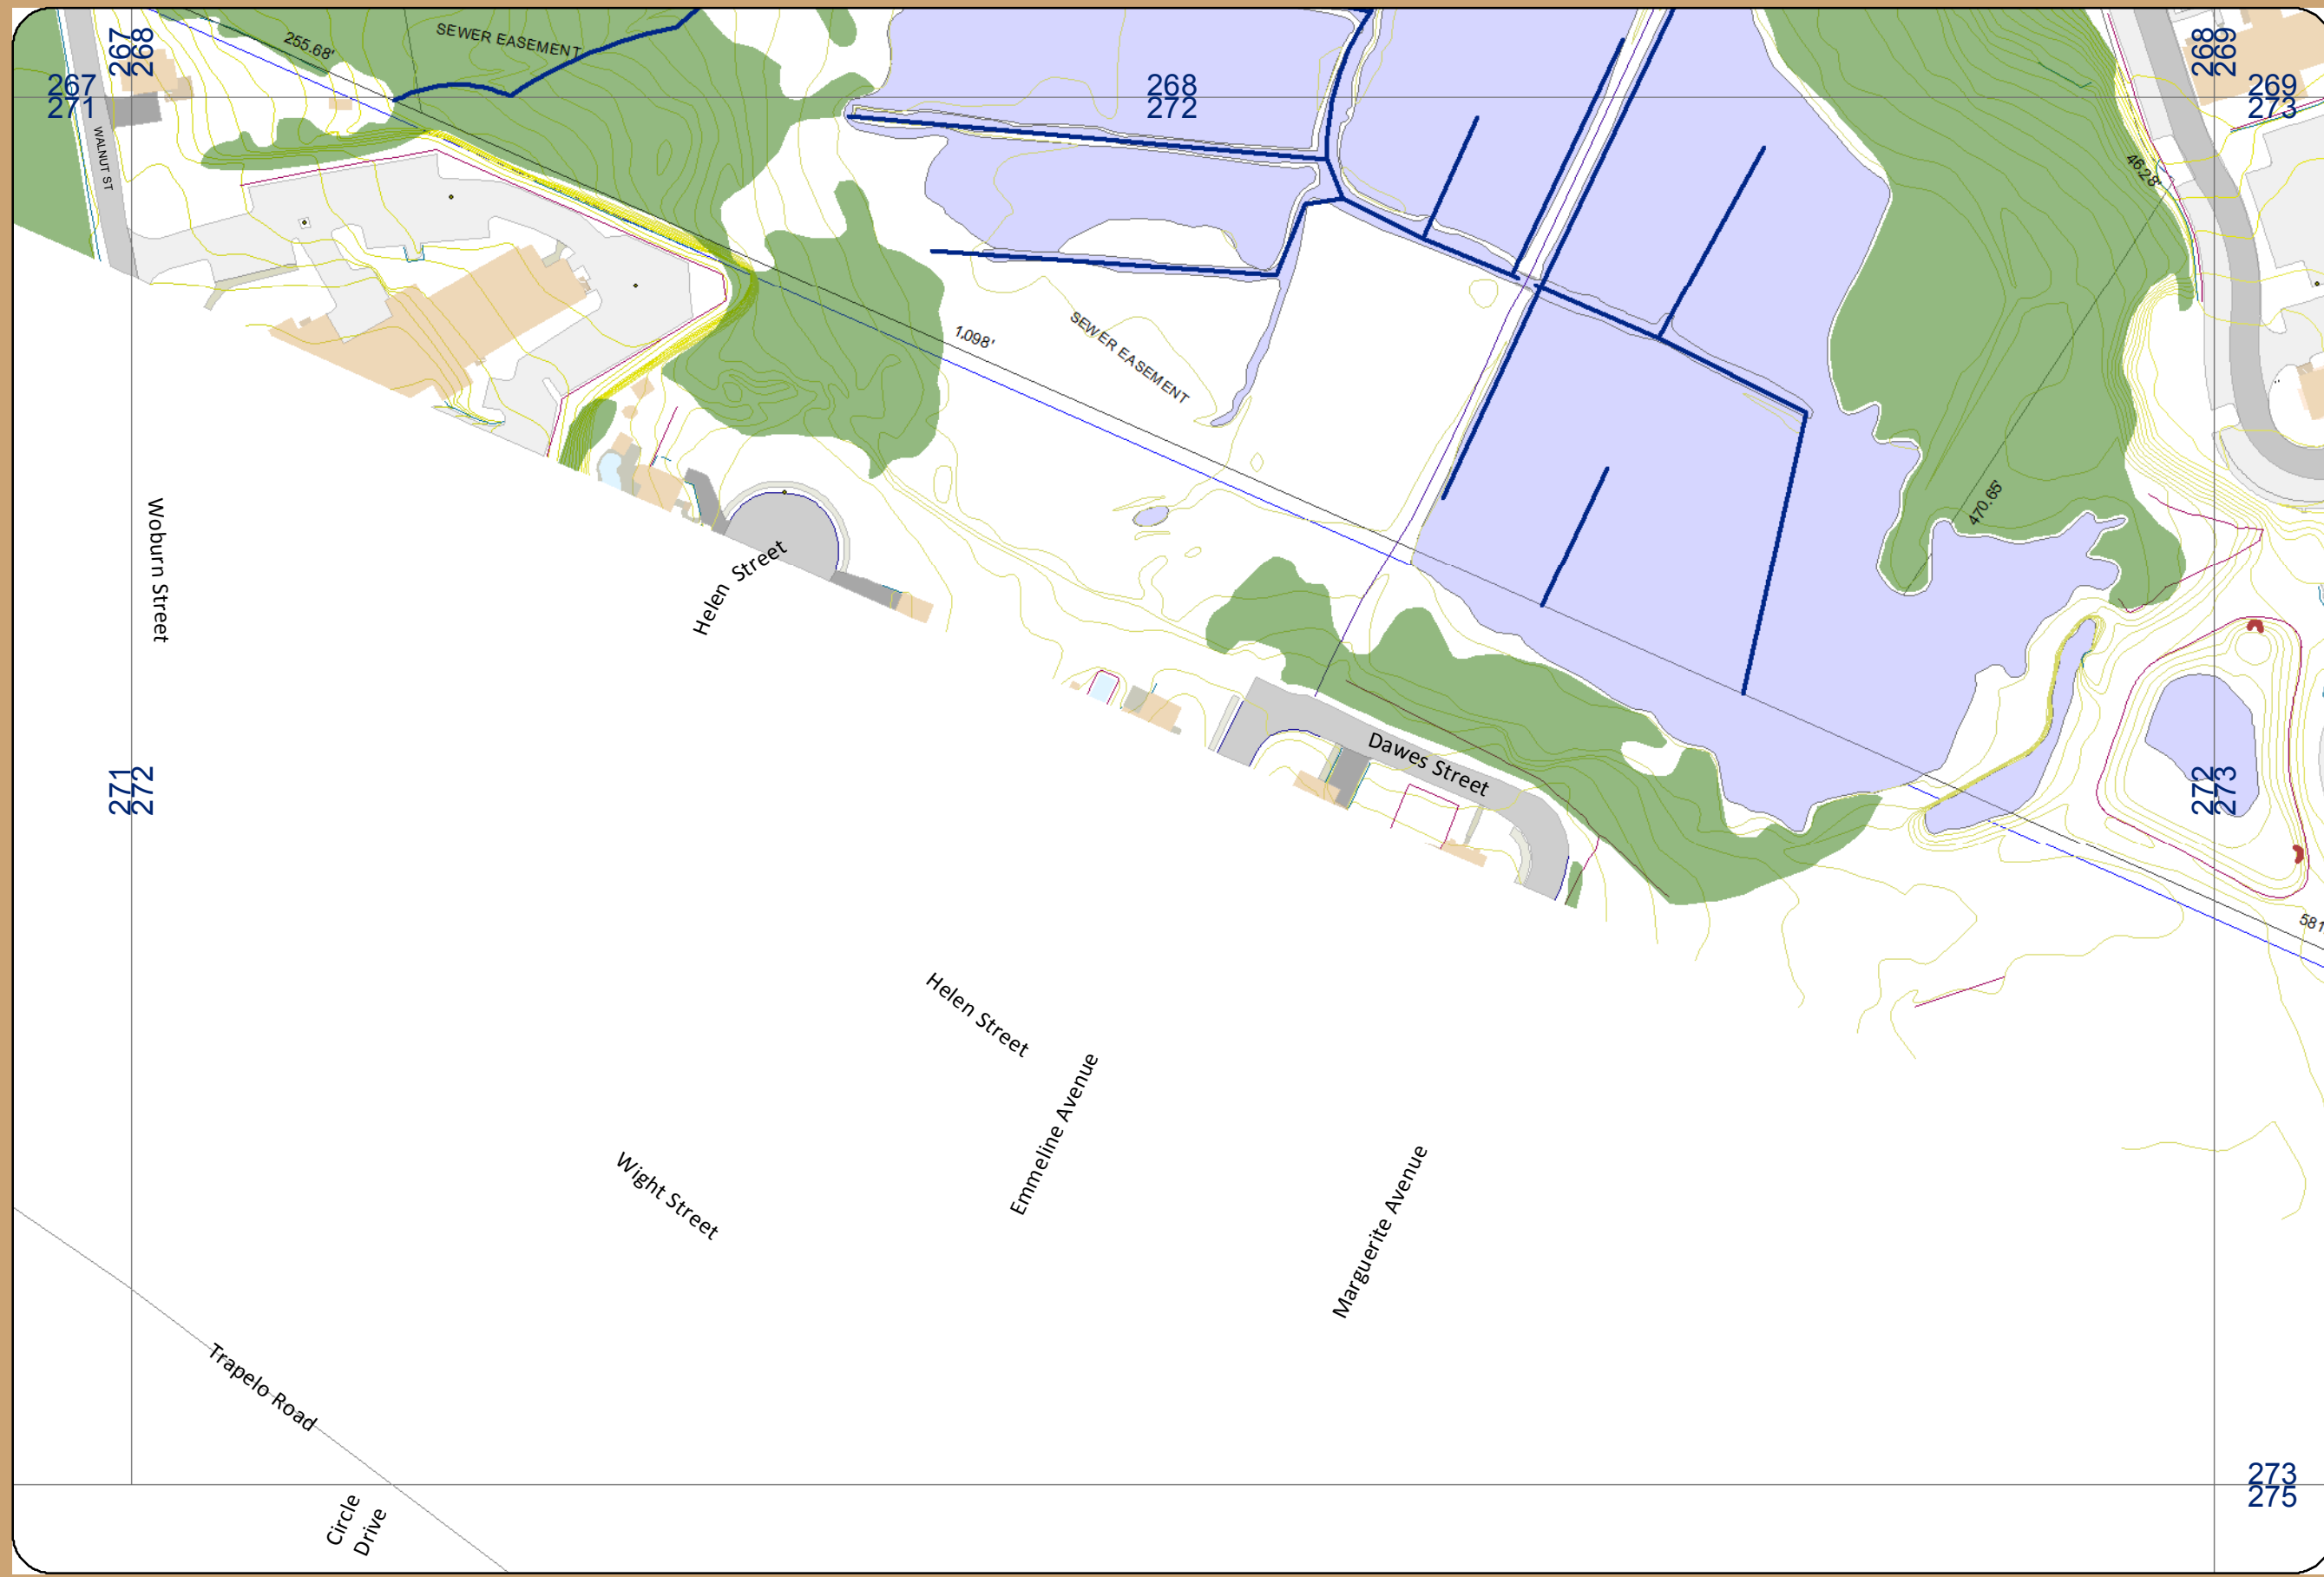 255.68'
SEWER EASEMENT
267
268
268
269
267
271
268
272
269
273
WALNUT ST
46.28'
1,098'
SEWER EASEMENT
470.65'
Woburn Street
Helen Street
Dawes Street
271
272
272
273
581
Helen Street
Emmeline Avenue
Wight Street
Marguerite Avenue
Trapelo Road
273
275
Circle
Drive